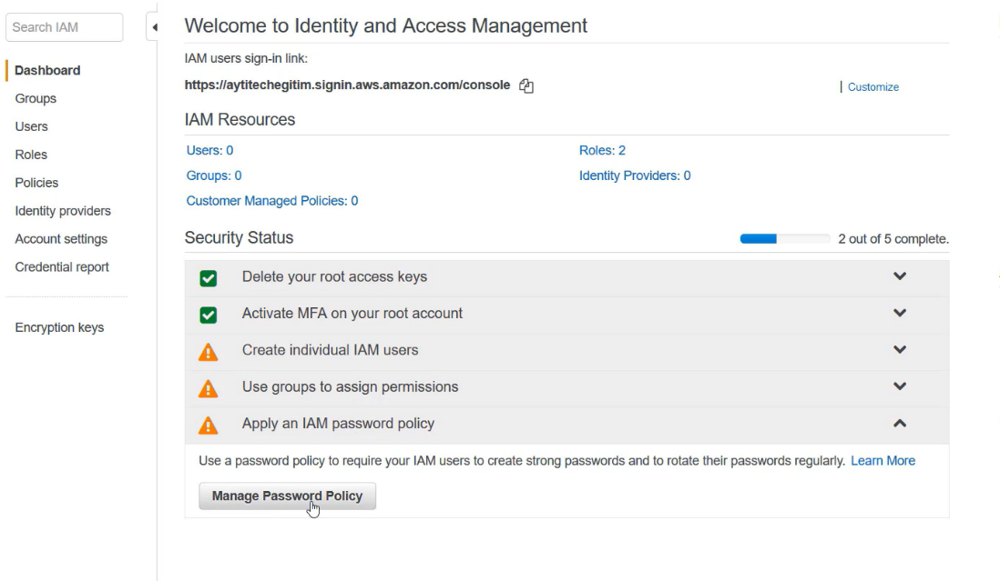 Search IAM
Dashboard
Groups
Users
Roles
Policies
Identity providers
Account settings
Credential report
Encryption keys
Welcome to Identity and Access Management
IAM users sign-in link:
https://aytitechegitim.signin.aws.amazon.com/console
| Customize
IAM Resources
Users: 0
Roles: 2
Groups: 0
Identity Providers: 0
Customer Managed Policies: 0
Security Status
2 out of 5 complete.
Delete your root access keys
Activate MFA on your root account
Create individual IAM users
Use groups to assign permissions
Apply an IAM password policy
Use a password policy to require your IAM users to create strong passwords and to rotate their passwords regularly. Learn More
Manage Password Policy